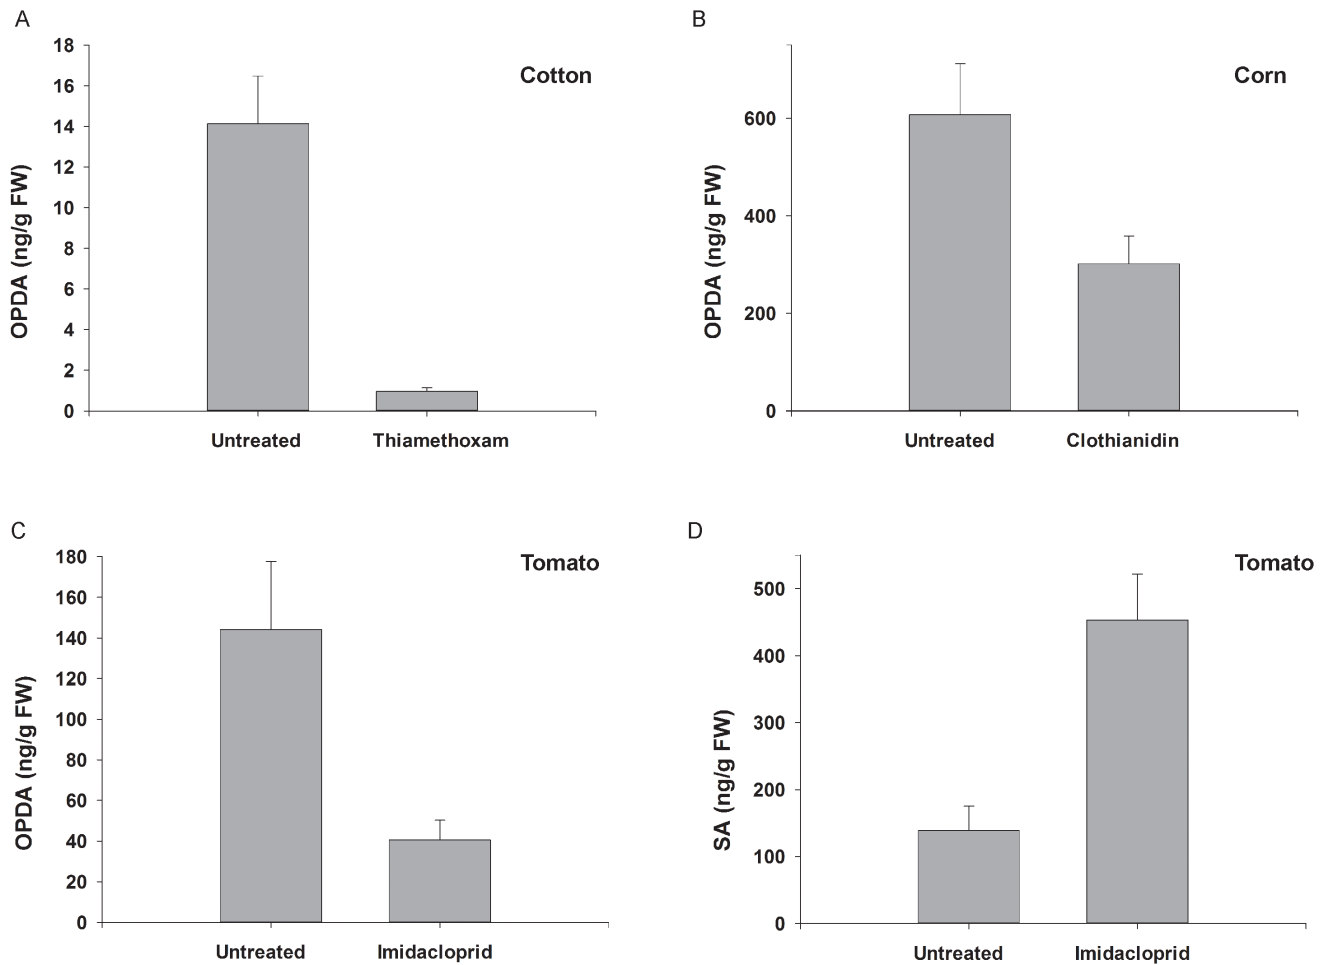 A
Cotton
OPDA (ng/g FW)
18
16
14
12
10
8
6
4
2
0
Untreated Thiamethoxam
B
Corn
OPDA (ng/g FW)
600
400
200
0
Untreated Clothianidin
C
Tomato
OPDA (ng/g FW)
180
160
140
120
100
80
60
40
20
0
Untreated Imidacloprid
D
Tomato
SA (ng/g FW)
500
400
300
200
100
0
Untreated Imidacloprid